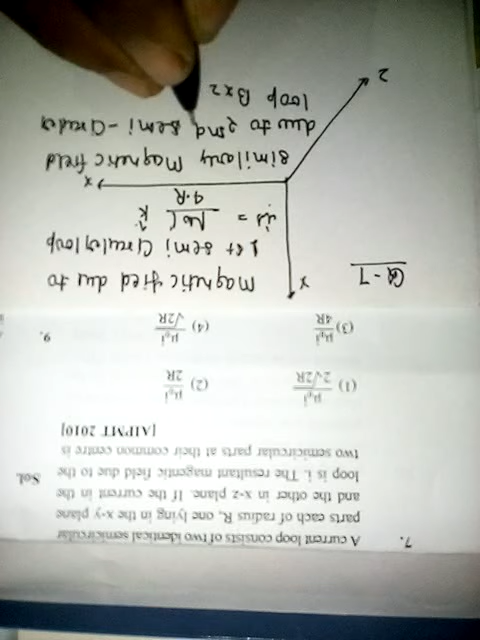 7. A current loop consists of two identical semicircular
parts each of radius R, one lying in the x-y plane
and the other in x-z plane. If the current in the
loop is i. The resultant magentic field due to the
two semicircular parts at their common centre is
[AIPMT 2010]
Sol.
(1) μ₀i / 2√2R (2) μ₀i / 2R
(3) μ₀i / 4R (4) μ₀i / √2R
9.
Q-7
magnetic fied due to
1st semi Circular loop
is = μ₀i / 4·R k̂
x
x
z
similarly Magnetic field
due to 2nd semi-Circular
loop B×2